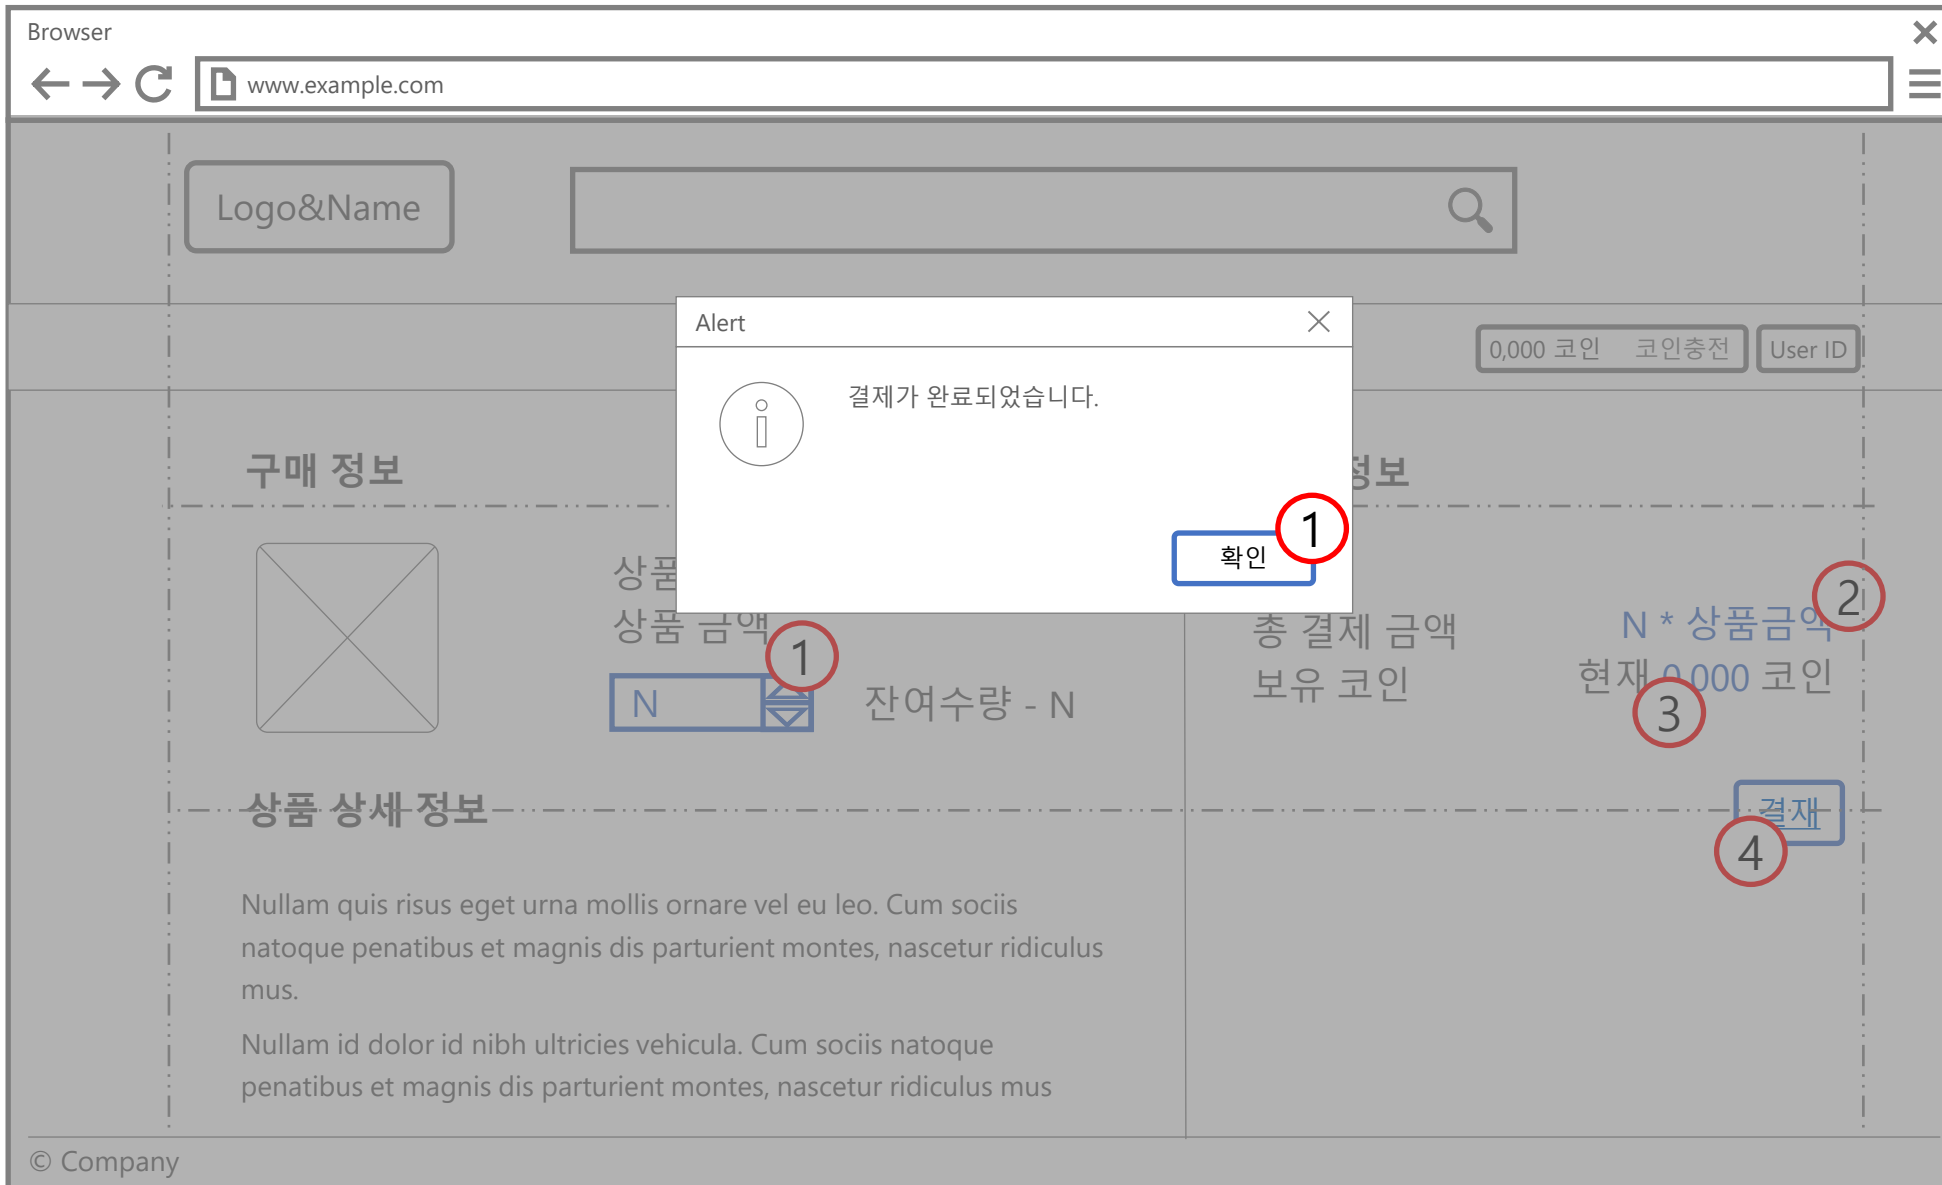 Browser
www.example.com
Logo&Name
Alert
0,000 코인 코인충전 User ID
결제가 완료되었습니다.
구매 정보
정보
확인 1
상품
상품 금액
1
N 잔여수량 - N
총 결제 금액 N * 상품금액
2
보유 코인 현재 0,000 코인
3
상품 상세 정보
결재
4
Nullam quis risus eget urna mollis ornare vel eu leo. Cum sociis
natoque penatibus et magnis dis parturient montes, nascetur ridiculus
mus.
Nullam id dolor id nibh ultricies vehicula. Cum sociis natoque
penatibus et magnis dis parturient montes, nascetur ridiculus mus
© Company